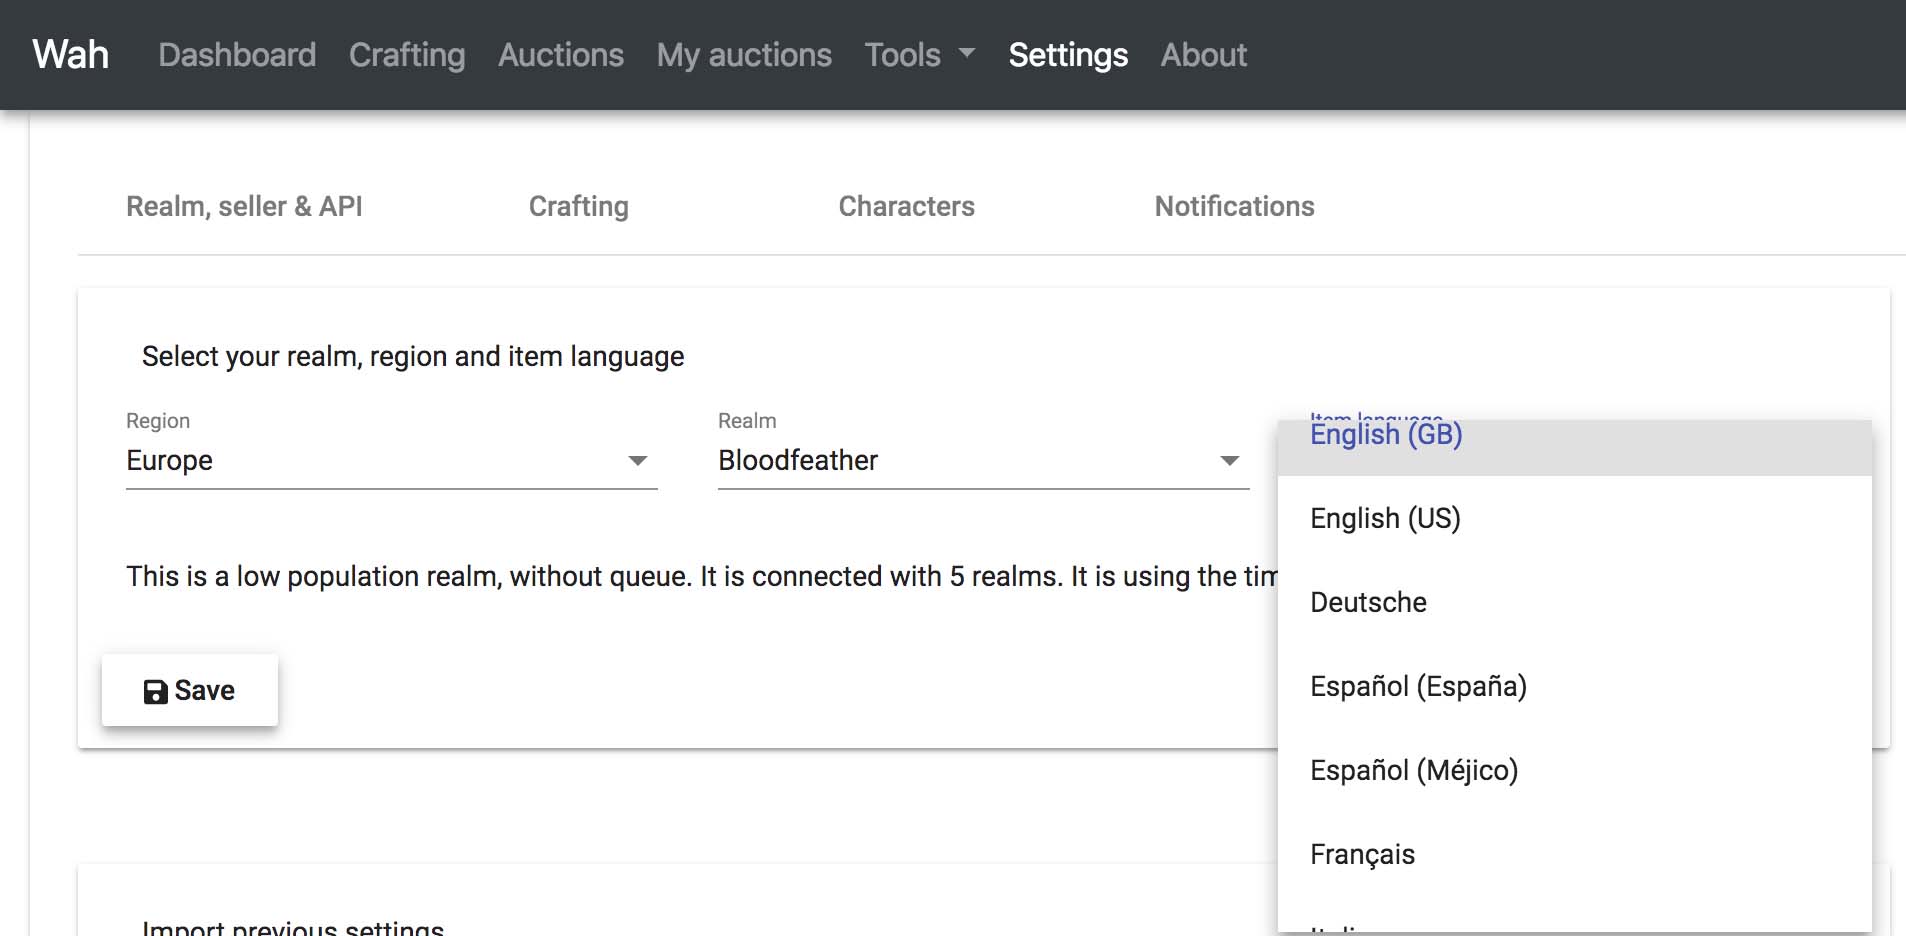 Wah Dashboard Crafting Auctions My auctions Tools Settings About
Realm, seller & API Crafting Characters Notifications
Select your realm, region and item language
Region Realm Item language
Europe Bloodfeather English (GB)
English (US)
This is a low population realm, without queue. It is connected with 5 realms. It is using the
Deutsche
Español (España)
Save
Español (Méjico)
Français
Import previous settings